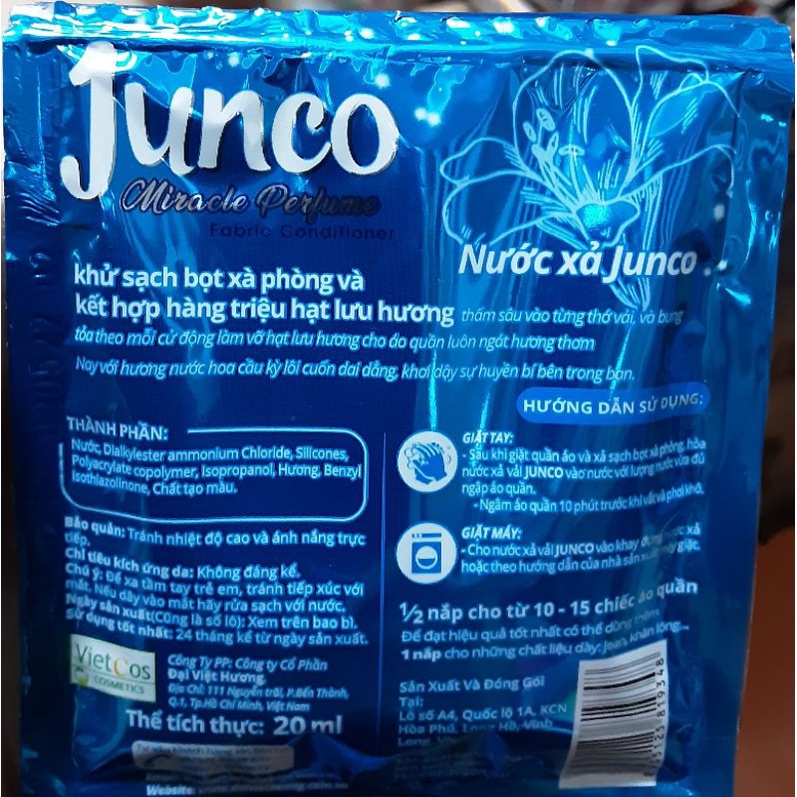 Junco
Miracle Perfume
Fabric Conditioner
Nước xả Junco
khử sạch bọt xà phòng và
kết hợp hàng triệu hạt lưu hương thấm sâu vào từng thớ vải, và bung
tỏa theo mỗi cử động làm vỡ hạt lưu hương cho áo quần luôn ngát hương thơm
Nay với hương nước hoa cầu kỳ lôi cuốn dai dẳng, khơi dậy sự huyền bí bên trong bạn.
HƯỚNG DẪN SỬ DỤNG:
THÀNH PHẦN:
Nước, Dialkylester ammonium Chloride, Silicones,
Polyacrylate copolymer, Isopropanol, Hương, Benzyl
Isothiazolinone, Chất tạo màu.
GIẶT TAY:
- Sau khi giặt quần áo và xả sạch bọt xà phòng, hòa
nước xả vải JUNCO vào nước với lượng nước vừa đủ
ngập áo quần.
- Ngâm áo quần 10 phút trước khi vắt và phơi khô.
GIẶT MÁY:
- Cho nước xả vải JUNCO vào khay đựng nước xả
hoặc theo hướng dẫn của nhà sản xuất máy giặt.
½ nắp cho từ 10 - 15 chiếc áo quần
Để đạt hiệu quả tốt nhất có thể dùng thêm
1 nắp cho những chất liệu dày: Jean, khăn lông...
Bảo quản: Tránh nhiệt độ cao và ánh nắng trực
tiếp.
Chỉ tiêu kích ứng da: Không đáng kể.
Chú ý: Để xa tầm tay trẻ em, tránh tiếp xúc với
mắt. Nếu dây vào mắt hãy rửa sạch với nước.
Ngày sản xuất(Cũng là số lô): Xem trên bao bì.
Sử dụng tốt nhất: 24 tháng kể từ ngày sản xuất.
VietCos
COSMETICS
Công Ty PP: Công ty Cổ Phần
Đại Việt Hương.
Địa Chỉ: 111 Nguyễn trãi, P.Bến Thành,
Q.1, Tp.Hồ Chí Minh, Việt Nam
Thể tích thực: 20 ml
Sản Xuất Và Đóng Gói
Tại:
Lô số A4, Quốc lộ 1A, KCN
Hòa Phú, Long Hồ, Vĩnh
Long,
Website: